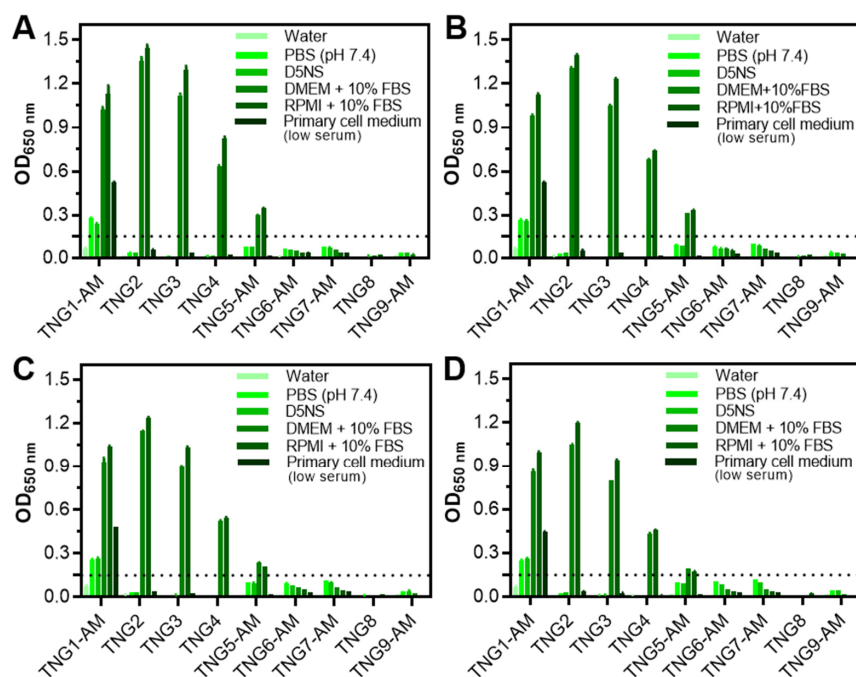 A
OD650 nm
1.5
1.2
0.9
0.6
0.3
0.0
Water
PBS (pH 7.4)
D5NS
DMEM + 10% FBS
RPMI + 10% FBS
Primary cell medium
(low serum)
TNG1-AM
TNG2
TNG3
TNG4
TNG5-AM
TNG6-AM
TNG7-AM
TNG8
TNG9-AM
B
OD650 nm
1.5
1.2
0.9
0.6
0.3
0.0
Water
PBS (pH 7.4)
D5NS
DMEM+10%FBS
RPMI+10%FBS
Primary cell medium
(low serum)
TNG1-AM
TNG2
TNG3
TNG4
TNG5-AM
TNG6-AM
TNG7-AM
TNG8
TNG9-AM
C
OD650 nm
1.5
1.2
0.9
0.6
0.3
0.0
Water
PBS (pH 7.4)
D5NS
DMEM + 10% FBS
RPMI + 10% FBS
Primary cell medium
(low serum)
TNG1-AM
TNG2
TNG3
TNG4
TNG5-AM
TNG6-AM
TNG7-AM
TNG8
TNG9-AM
D
OD650 nm
1.5
1.2
0.9
0.6
0.3
0.0
Water
PBS (pH 7.4)
D5NS
DMEM + 10% FBS
RPMI + 10% FBS
Primary cell medium
(low serum)
TNG1-AM
TNG2
TNG3
TNG4
TNG5-AM
TNG6-AM
TNG7-AM
TNG8
TNG9-AM